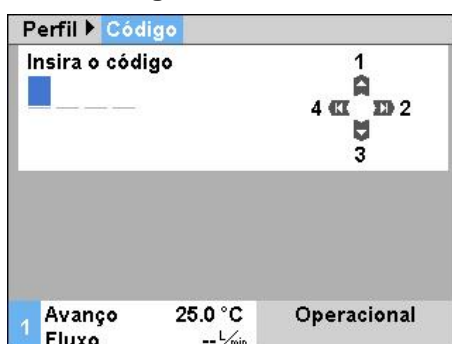 Perfil ▶ Código
Insira o código
1
4 2
3
1 Avanço 25.0 °C Operacional
Fluxo -- L/min